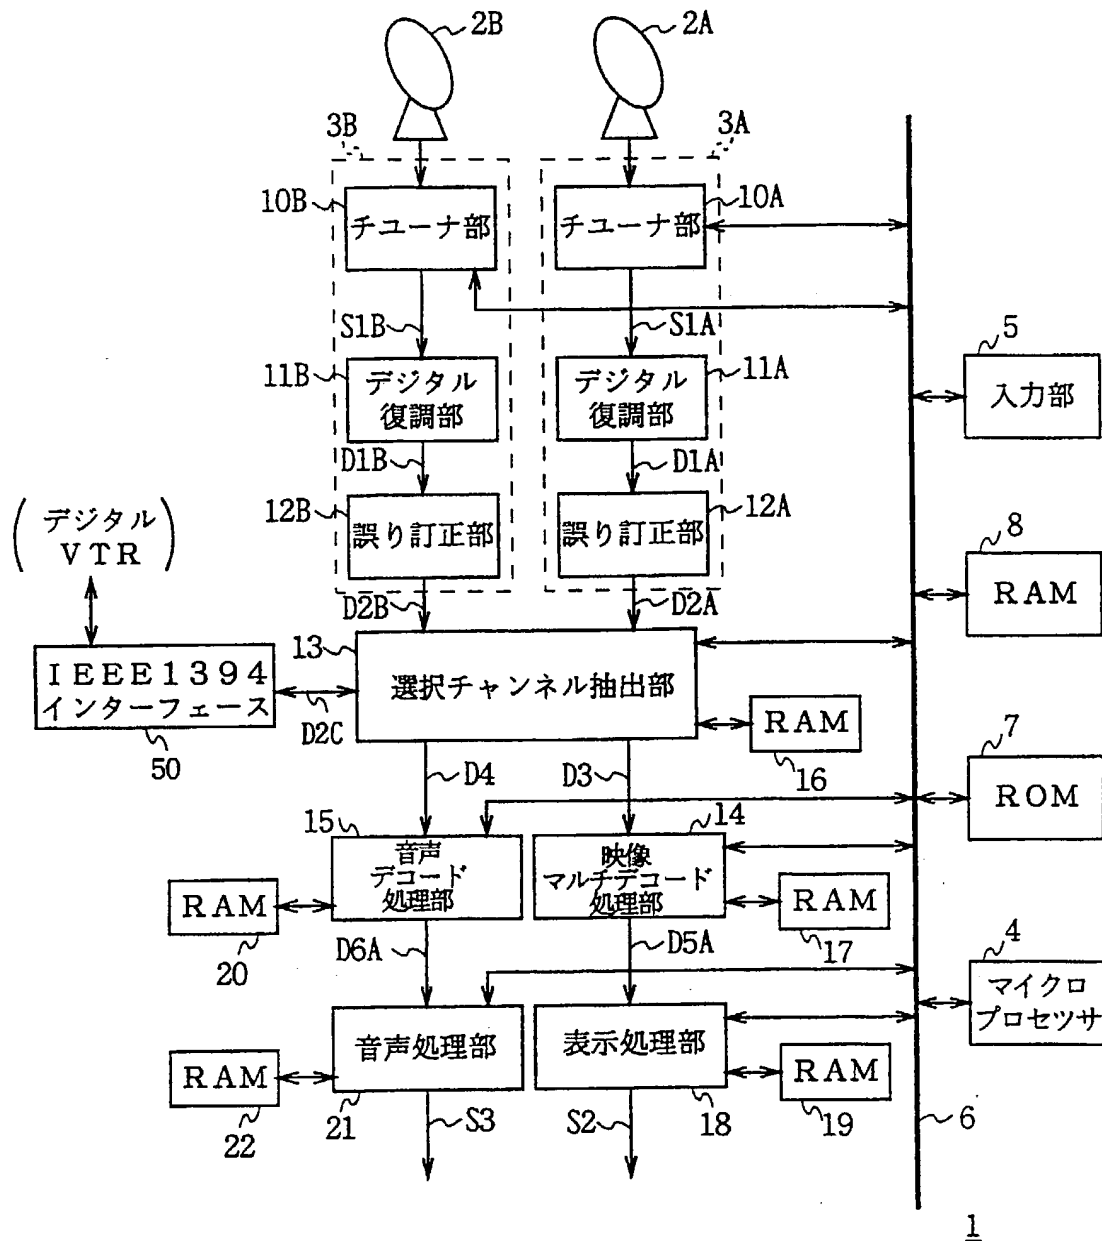 2B
2A
3B
3A
10B
チユーナ部
チユーナ部
10A
S1B
S1A
5
入力部
11B
デジタル
復調部
デジタル
復調部
11A
D1B
D1A
(デジタル
VTR)
12B
誤り訂正部
誤り訂正部
12A
8
RAM
D2B
D2A
13
選択チャンネル抽出部
IEEE1394
インターフェース
D2C
50
RAM
16
7
ROM
D4
D3
15
音声
デコード
処理部
14
映像
マルチデコード
処理部
RAM
20
RAM
17
D6A
D5A
4
マイクロ
プロセツサ
音声処理部
表示処理部
RAM
22
21
RAM
19
18
S3
S2
6
1